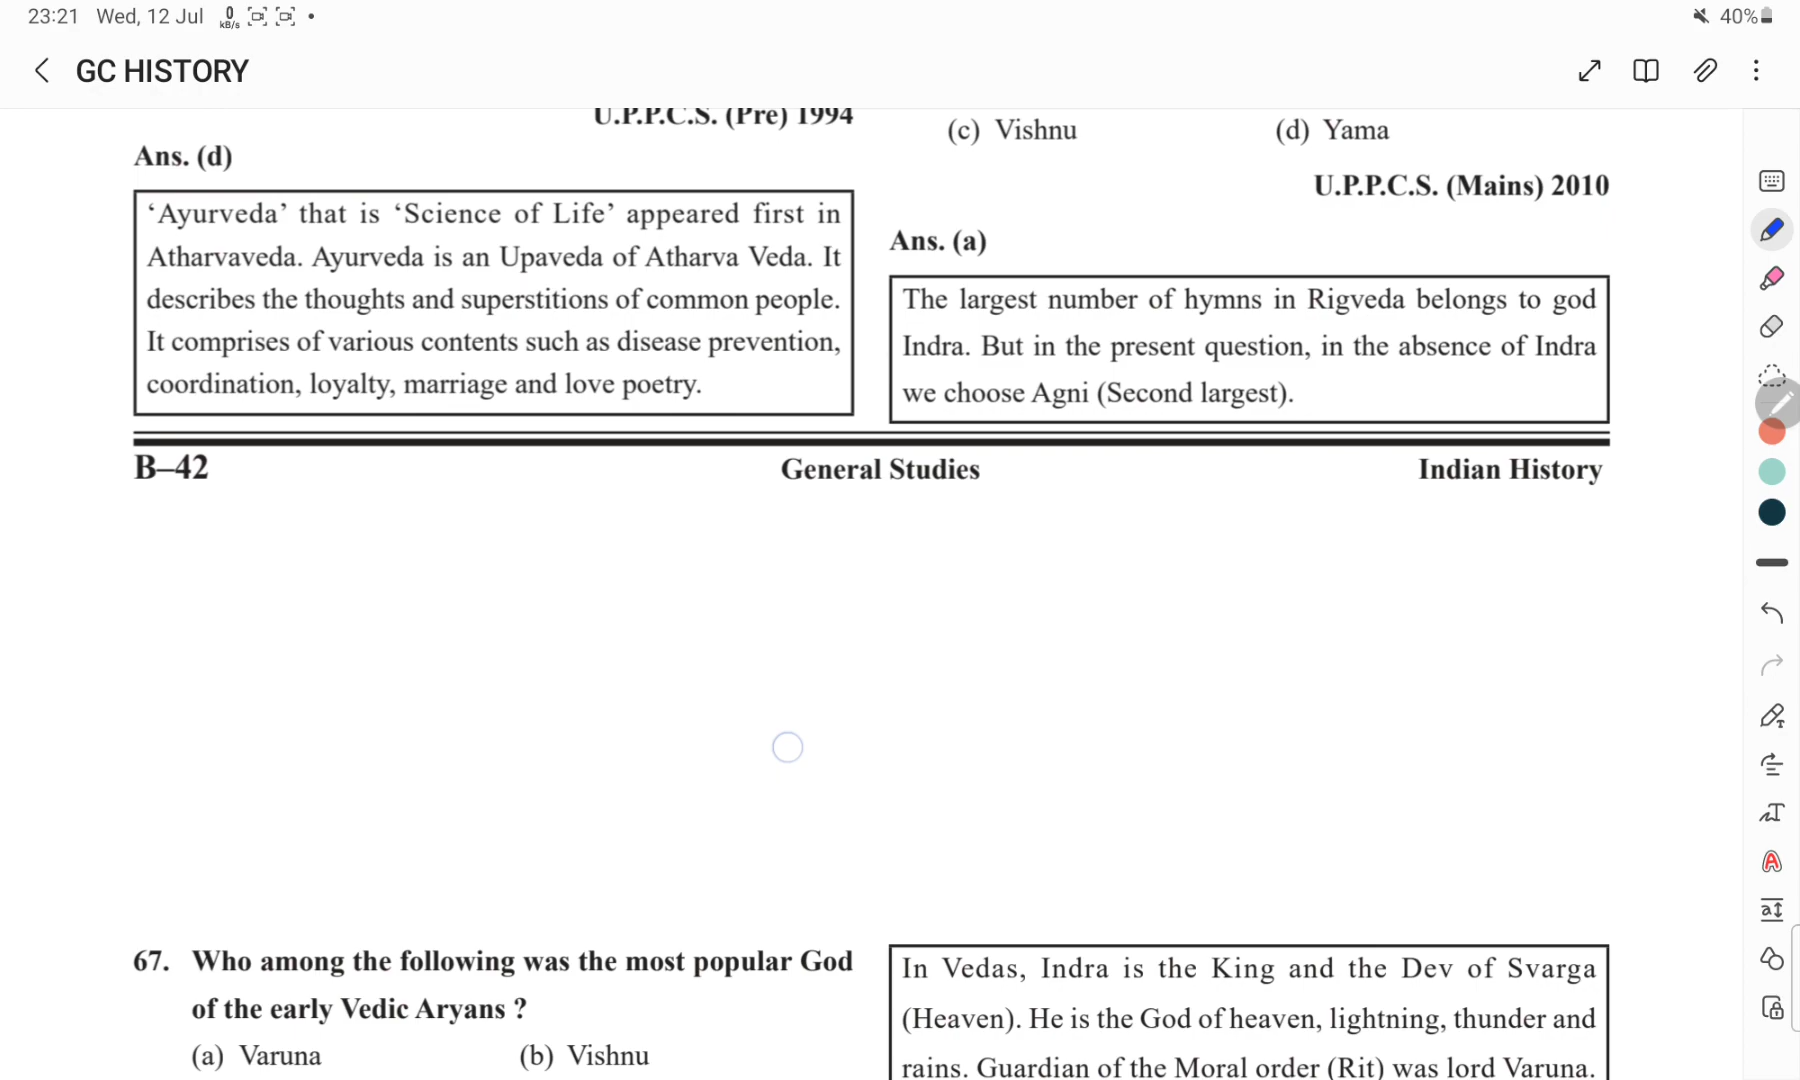 23:21 Wed, 12 Jul 0 kB/s 40%
GC HISTORY
U.P.P.C.S. (Pre) 1994
Ans. (d)
‘Ayurveda’ that is ‘Science of Life’ appeared first in
Atharvaveda. Ayurveda is an Upaveda of Atharva Veda. It
describes the thoughts and superstitions of common people.
It comprises of various contents such as disease prevention,
coordination, loyalty, marriage and love poetry.
(c) Vishnu (d) Yama
U.P.P.C.S. (Mains) 2010
Ans. (a)
The largest number of hymns in Rigveda belongs to god
Indra. But in the present question, in the absence of Indra
we choose Agni (Second largest).
B–42 General Studies Indian History
67. Who among the following was the most popular God
of the early Vedic Aryans ?
(a) Varuna (b) Vishnu
In Vedas, Indra is the King and the Dev of Svarga
(Heaven). He is the God of heaven, lightning, thunder and
rains. Guardian of the Moral order (Rit) was lord Varuna.